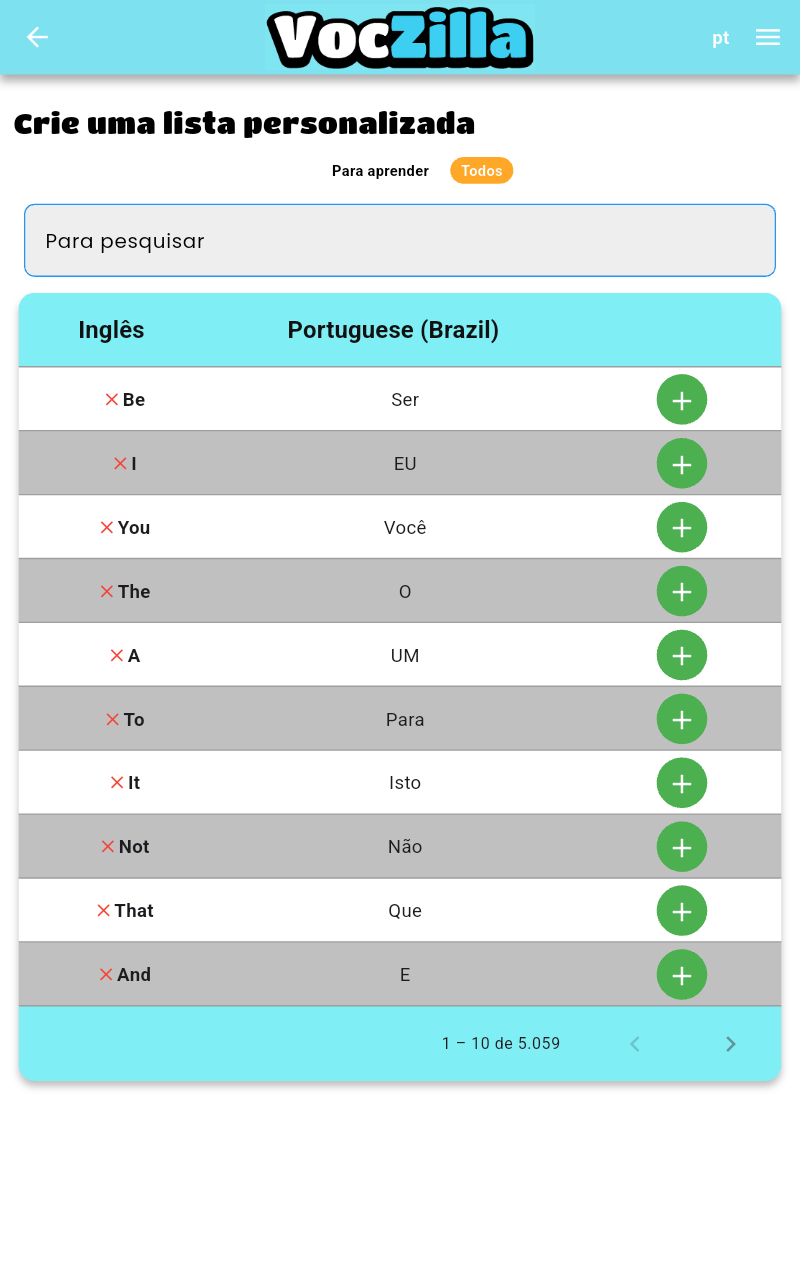 VocZilla
pt
Crie uma lista personalizada
Para aprender Todos
Para pesquisar
Inglês Portuguese (Brazil)
Be Ser
I EU
You Você
The O
A UM
To Para
It Isto
Not Não
That Que
And E
1 – 10 de 5.059